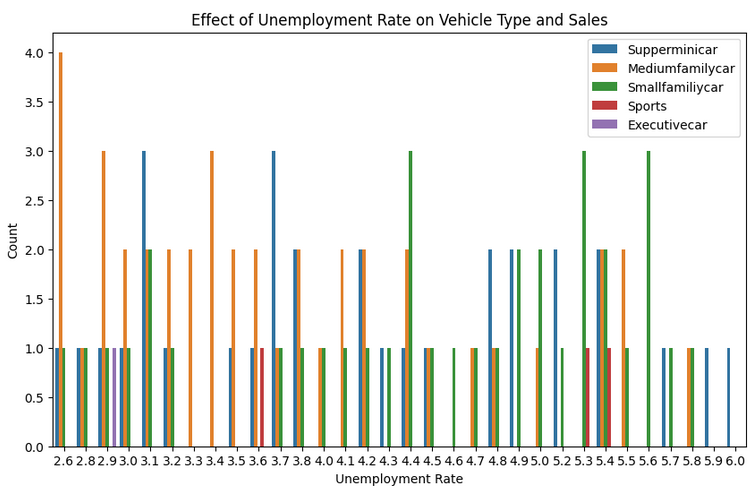 Effect of Unemployment Rate on Vehicle Type and Sales
Supperminicar
Mediumfamilycar
Smallfamiliycar
Sports
Executivecar
Count
4.0
3.5
3.0
2.5
2.0
1.5
1.0
0.5
0.0
2.6 2.8 2.9 3.0 3.1 3.2 3.3 3.4 3.5 3.6 3.7 3.8 4.0 4.1 4.2 4.3 4.4 4.5 4.6 4.7 4.8 4.9 5.0 5.2 5.3 5.4 5.5 5.6 5.7 5.8 5.9 6.0
Unemployment Rate